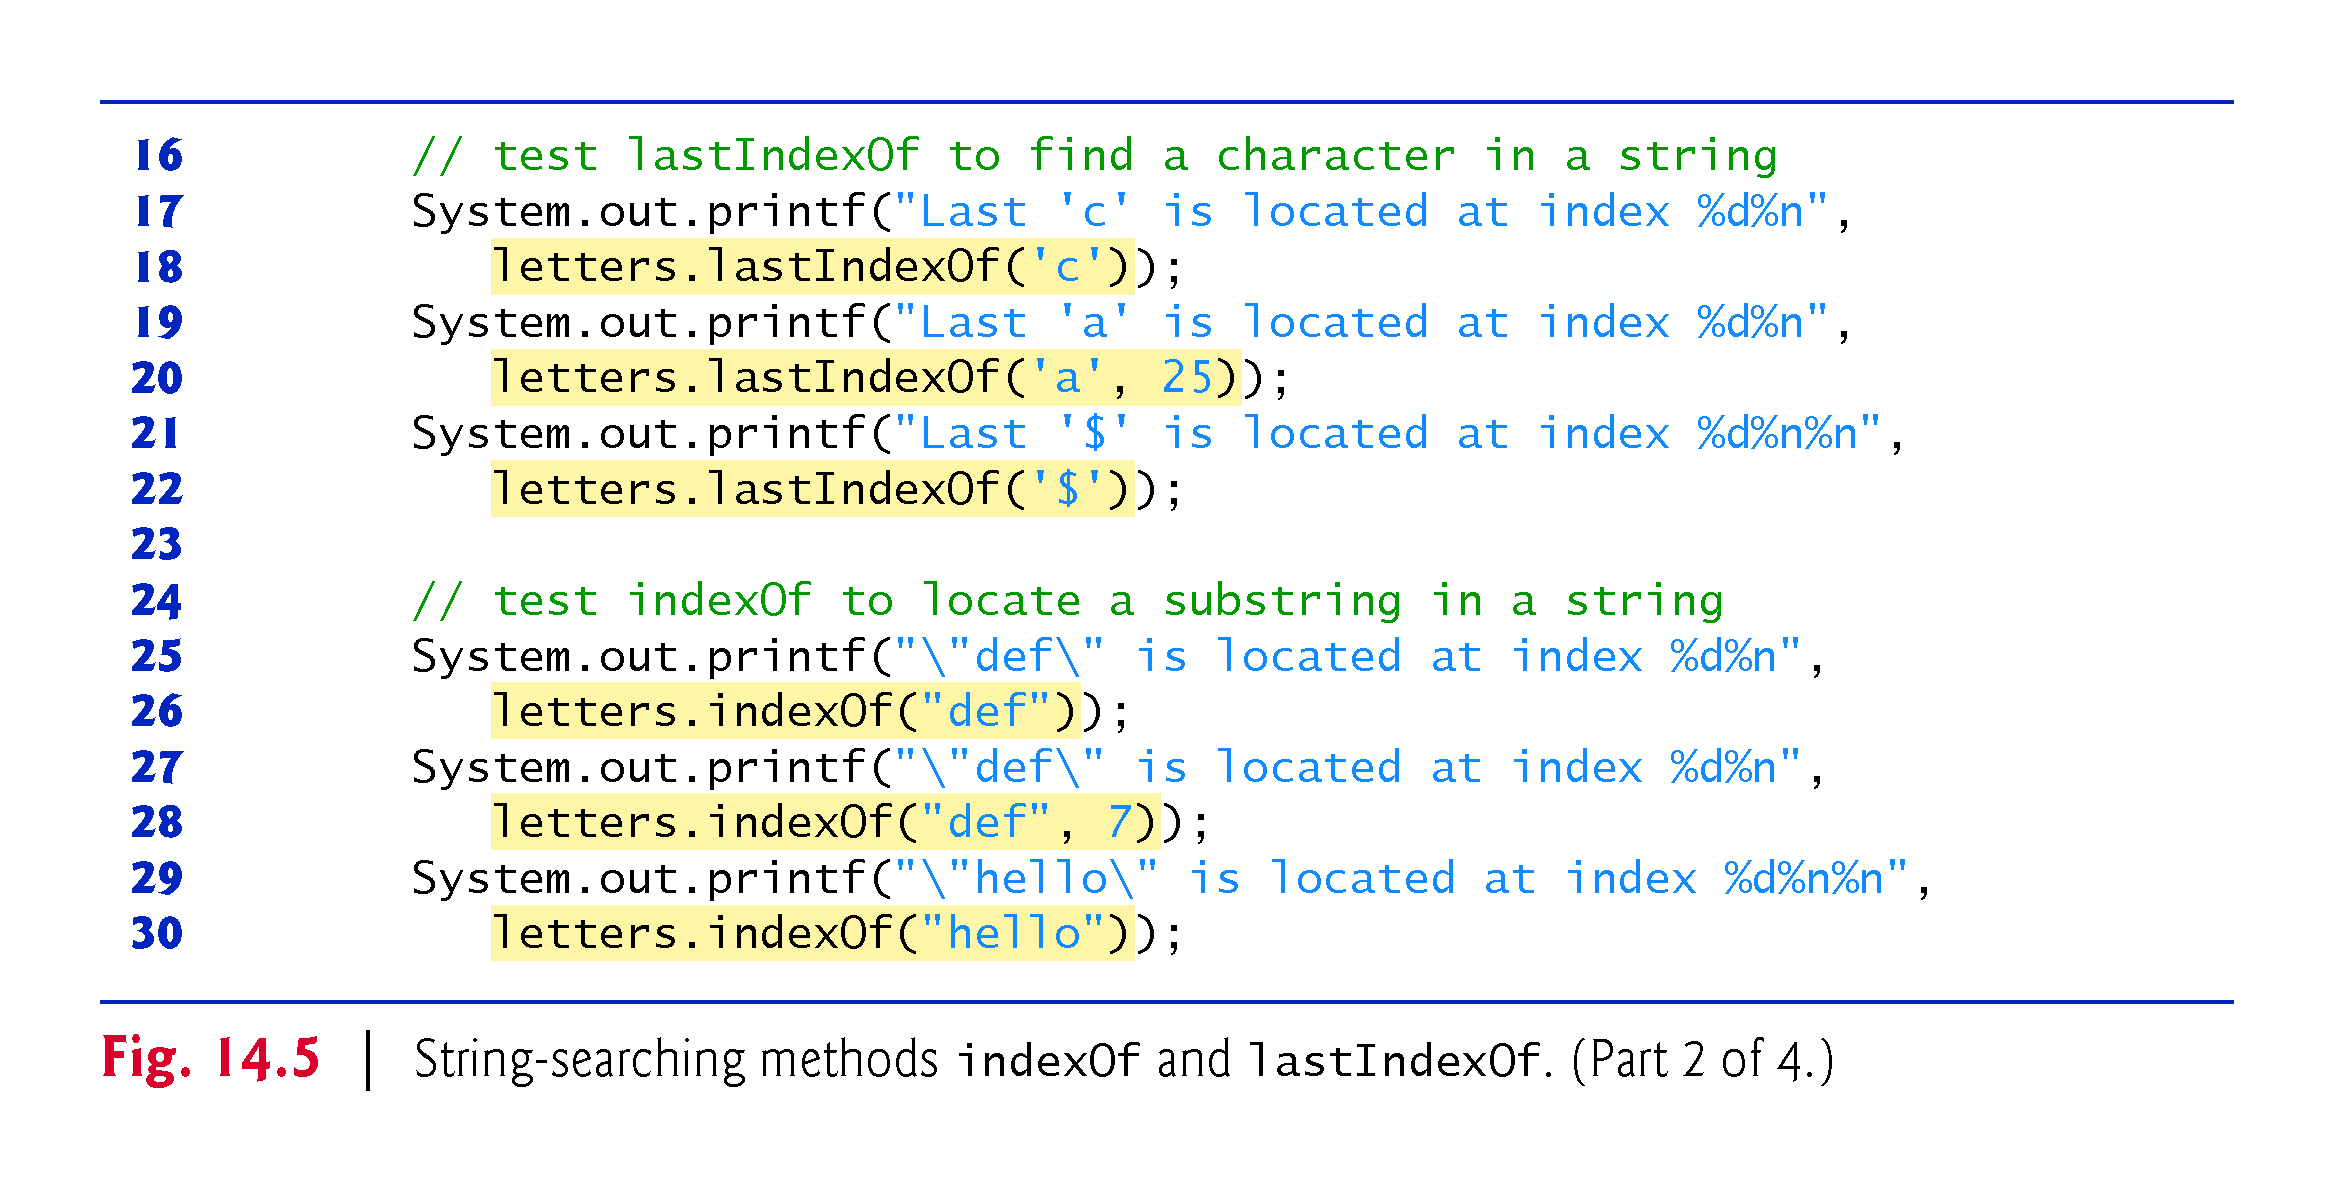 16 // test lastIndexOf to find a character in a string
17 System.out.printf("Last 'c' is located at index %d%n",
18 letters.lastIndexOf('c'));
19 System.out.printf("Last 'a' is located at index %d%n",
20 letters.lastIndexOf('a', 25));
21 System.out.printf("Last '$' is located at index %d%n%n",
22 letters.lastIndexOf('$'));
23
24 // test indexOf to locate a substring in a string
25 System.out.printf("\"def\" is located at index %d%n",
26 letters.indexOf("def"));
27 System.out.printf("\"def\" is located at index %d%n",
28 letters.indexOf("def", 7));
29 System.out.printf("\"hello\" is located at index %d%n%n",
30 letters.indexOf("hello"));
Fig. 14.5 | String-searching methods indexOf and lastIndexOf. (Part 2 of 4.)